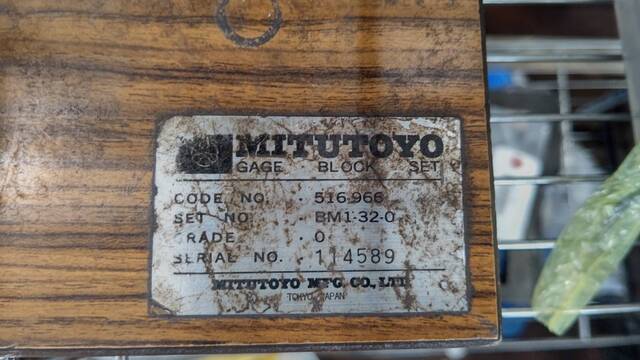 MITUTOYO
GAGE BLOCK SET
CODE NO. · 516-966
SET NO. · BM1-32-0
GRADE · 0
SERIAL NO. · 114589
MITUTOYO MFG. CO., LTD.
TOKYO, JAPAN